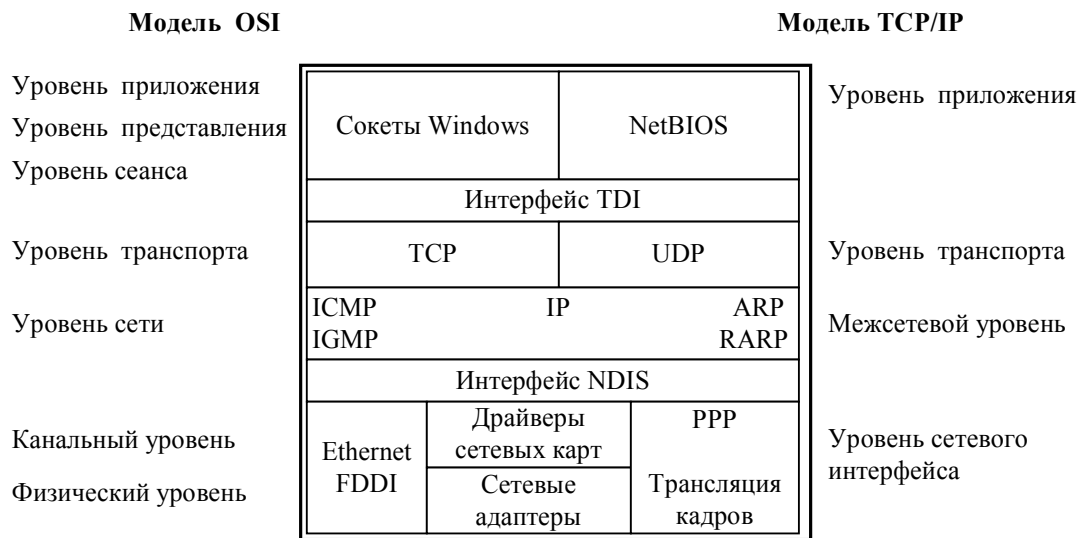 Модель OSI
Модель TCP/IP
Уровень приложения
Уровень представления
Уровень сеанса
Сокеты Windows
NetBIOS
Уровень приложения
Интерфейс TDI
Уровень транспорта
TCP
UDP
Уровень транспорта
Уровень сети
ICMP IP ARP
IGMP RARP
Межсетевой уровень
Интерфейс NDIS
Канальный уровень
Физический уровень
Ethernet
FDDI
Драйверы
сетевых карт
Сетевые
адаптеры
PPP
Трансляция
кадров
Уровень сетевого
интерфейса